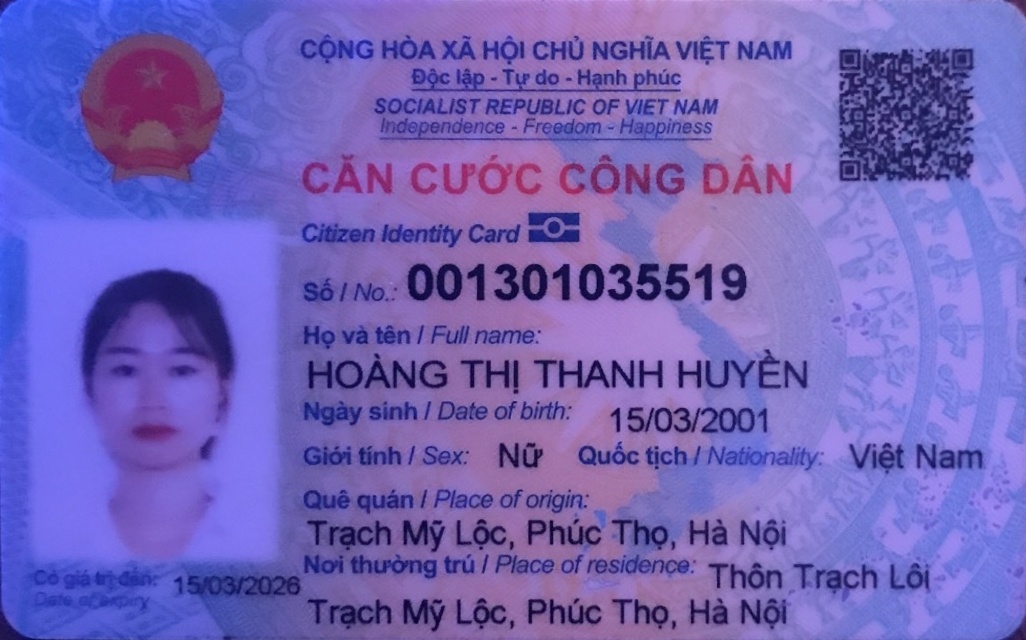 CỘNG HÒA XÃ HỘI CHỦ NGHĨA VIỆT NAM
Độc lập - Tự do - Hạnh phúc
SOCIALIST REPUBLIC OF VIET NAM
Independence - Freedom - Happiness
CĂN CƯỚC CÔNG DÂN
Citizen Identity Card
Số / No.: 001301035519
Họ và tên / Full name:
HOÀNG THỊ THANH HUYỀN
Ngày sinh / Date of birth: 15/03/2001
Giới tính / Sex: Nữ Quốc tịch / Nationality: Việt Nam
Quê quán / Place of origin:
Trạch Mỹ Lộc, Phúc Thọ, Hà Nội
Nơi thường trú / Place of residence: Thôn Trạch Lôi
Trạch Mỹ Lộc, Phúc Thọ, Hà Nội
Có giá trị đến: 15/03/2026
Date of expiry